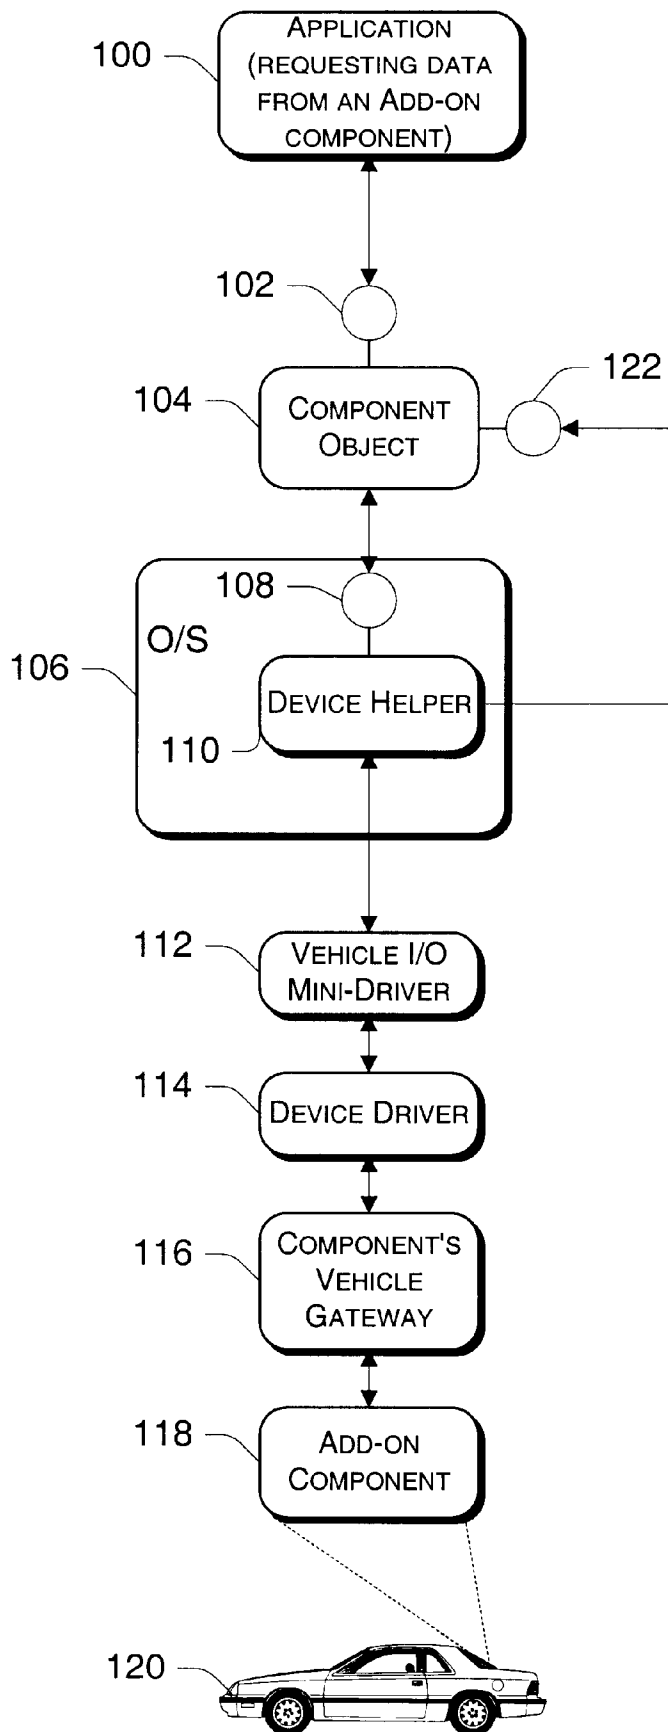 100
APPLICATION
(REQUESTING DATA
FROM AN ADD-ON
COMPONENT)
102
122
104
COMPONENT
OBJECT
108
O/S
106
DEVICE HELPER
110
112
VEHICLE I/O
MINI-DRIVER
114
DEVICE DRIVER
116
COMPONENT'S
VEHICLE
GATEWAY
118
ADD-ON
COMPONENT
120